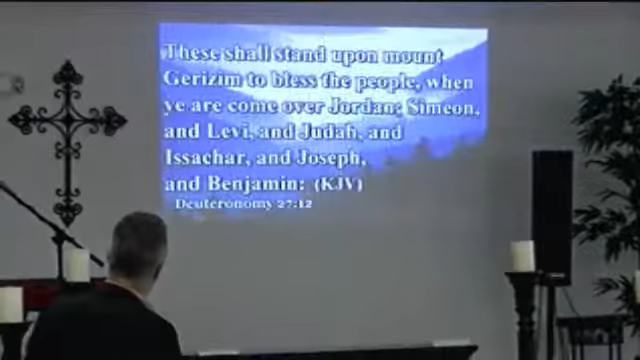 These shall stand upon mount
Gerizim to bless the people, when
ye are come over Jordan; Simeon,
and Levi, and Judah, and
Issachar, and Joseph,
and Benjamin: (KJV)
Deuteronomy 27:12